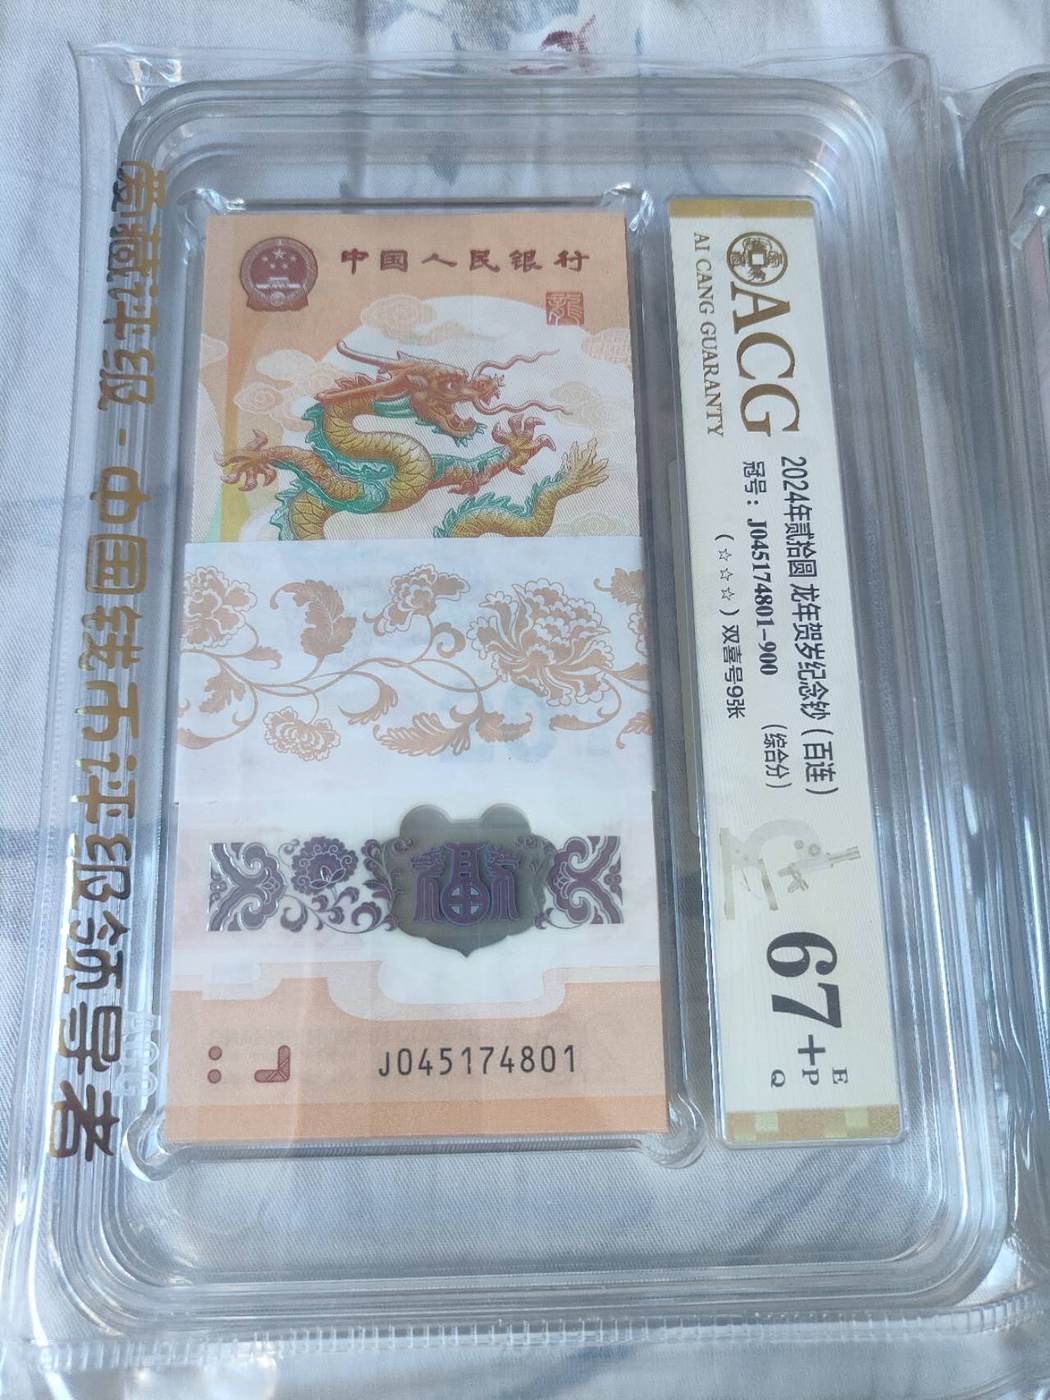 爱藏评级-中国钱币评级领导者
中国人民银行
龍
J045174801
ACG
AI CANG GUARANTY
2024年贰拾圆 龙年贺岁纪念钞（百连）
冠号：J045174801-900 （综合分）
（☆☆☆）双喜号9张
67+E
P
Q